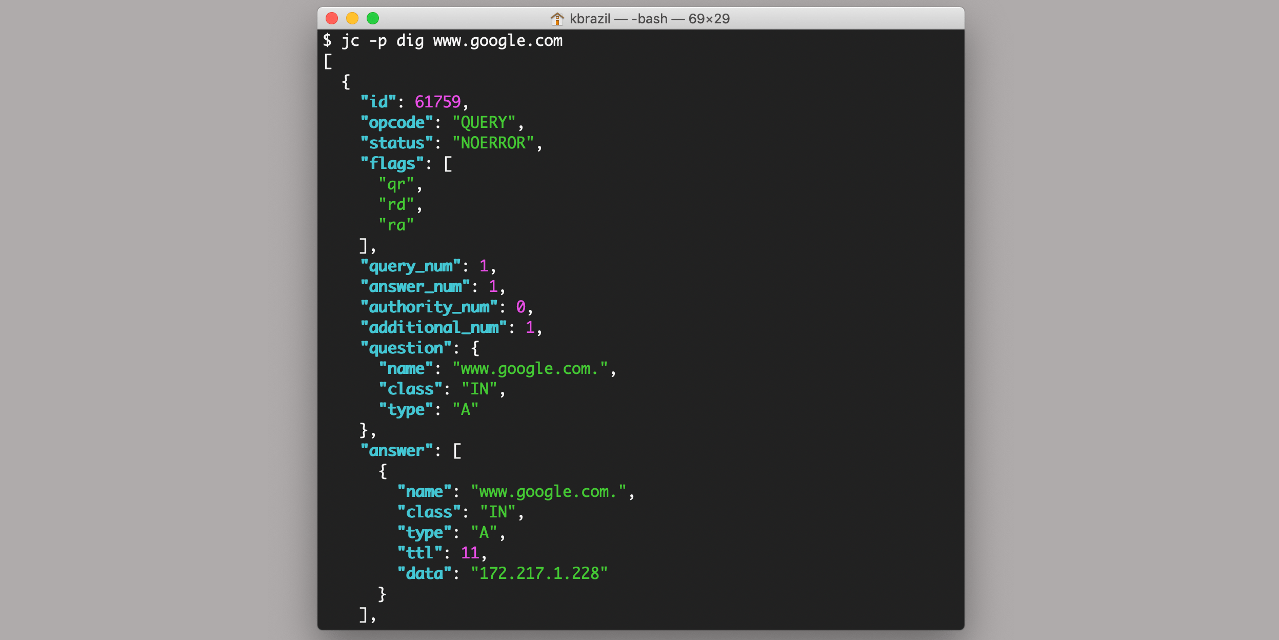 kbrazil — -bash — 69×29
$ jc -p dig www.google.com
[
  {
    "id": 61759,
    "opcode": "QUERY",
    "status": "NOERROR",
    "flags": [
      "qr",
      "rd",
      "ra"
    ],
    "query_num": 1,
    "answer_num": 1,
    "authority_num": 0,
    "additional_num": 1,
    "question": {
      "name": "www.google.com.",
      "class": "IN",
      "type": "A"
    },
    "answer": [
      {
        "name": "www.google.com.",
        "class": "IN",
        "type": "A",
        "ttl": 11,
        "data": "172.217.1.228"
      }
    ],